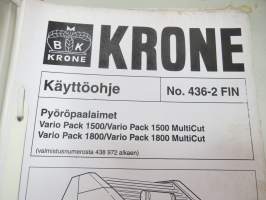 M
B K
KRONE
KRONE
Käyttöohje
No. 436-2 FIN
Pyöröpaalaimet
Vario Pack 1500/Vario Pack 1500 MultiCut
Vario Pack 1800/Vario Pack 1800 MultiCut
(valmistusnumerosta 438 972 alkaen)